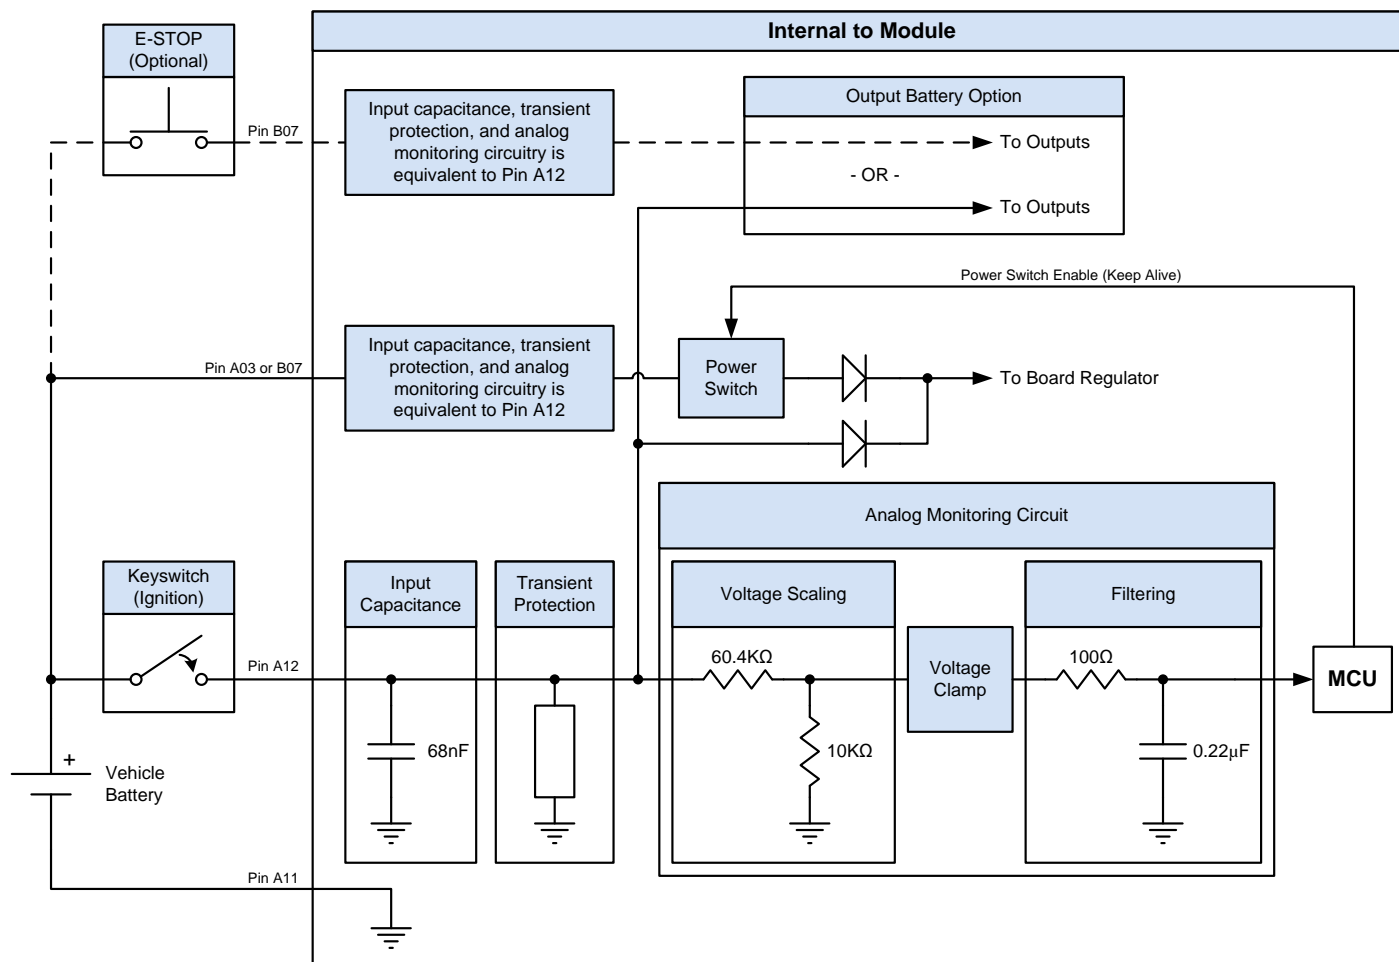 Internal to Module
E-STOP
(Optional)
Pin B07
Input capacitance, transient
protection, and analog
monitoring circuitry is
equivalent to Pin A12
Output Battery Option
To Outputs
- OR -
To Outputs
Power Switch Enable (Keep Alive)
Pin A03 or B07
Input capacitance, transient
protection, and analog
monitoring circuitry is
equivalent to Pin A12
Power
Switch
To Board Regulator
Analog Monitoring Circuit
Keyswitch
(Ignition)
Pin A12
Input
Capacitance
68nF
Transient
Protection
Voltage Scaling
60.4KΩ
10KΩ
Voltage
Clamp
Filtering
100Ω
0.22µF
MCU
+
Vehicle
Battery
Pin A11